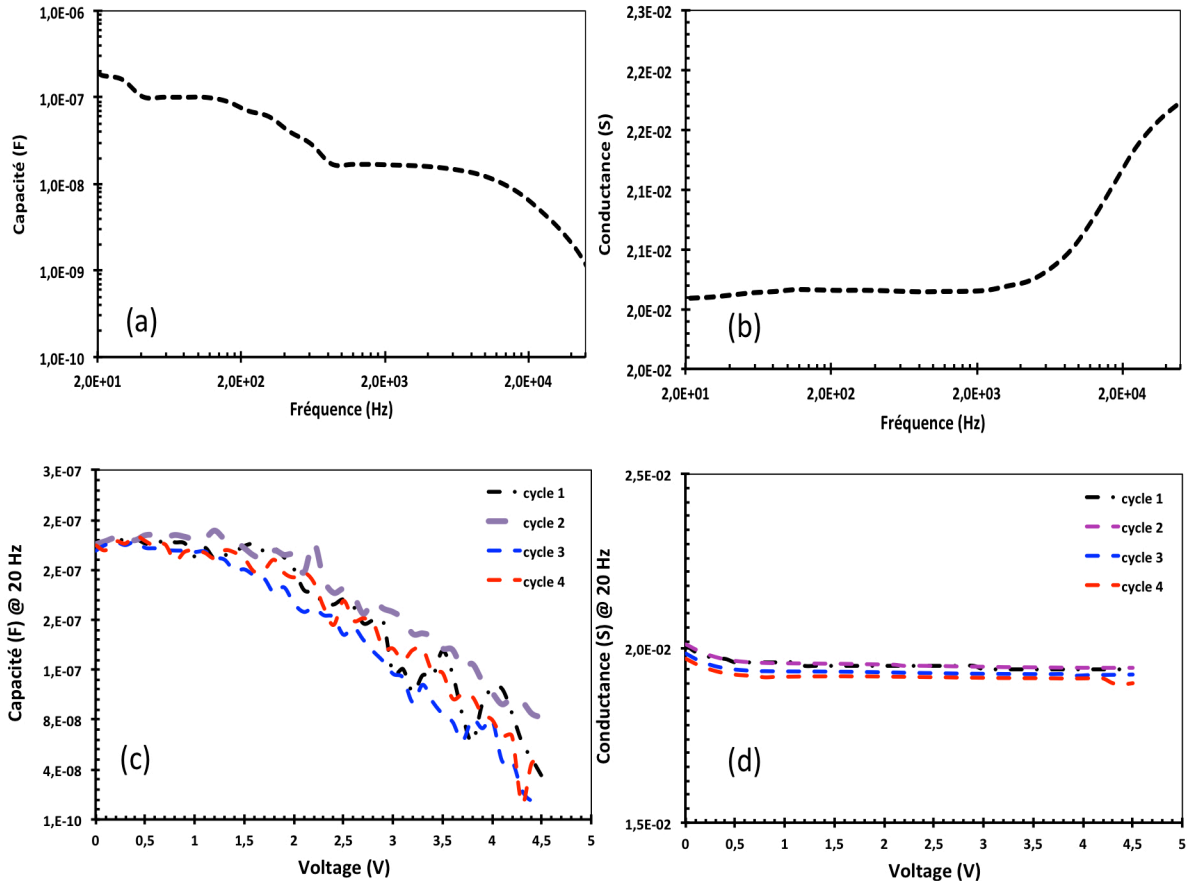 1,0E-06
1,0E-07
1,0E-08
1,0E-09
1,0E-10
Capacité (F)
(a)
2,0E+01 2,0E+02 2,0E+03 2,0E+04
Fréquence (Hz)
2,3E-02
2,2E-02
2,2E-02
2,1E-02
2,1E-02
2,0E-02
2,0E-02
Conductance (S)
(b)
2,0E+01 2,0E+02 2,0E+03 2,0E+04
Fréquence (Hz)
3,E-07
2,E-07
2,E-07
2,E-07
1,E-07
8,E-08
4,E-08
1,E-10
Capacité (F) @ 20 Hz
cycle 1
cycle 2
cycle 3
cycle 4
(c)
0 0,5 1 1,5 2 2,5 3 3,5 4 4,5 5
Voltage (V)
2,5E-02
2,0E-02
1,5E-02
Conductance (S) @ 20 Hz
cycle 1
cycle 2
cycle 3
cycle 4
(d)
0 0,5 1 1,5 2 2,5 3 3,5 4 4,5 5
Voltage (V)